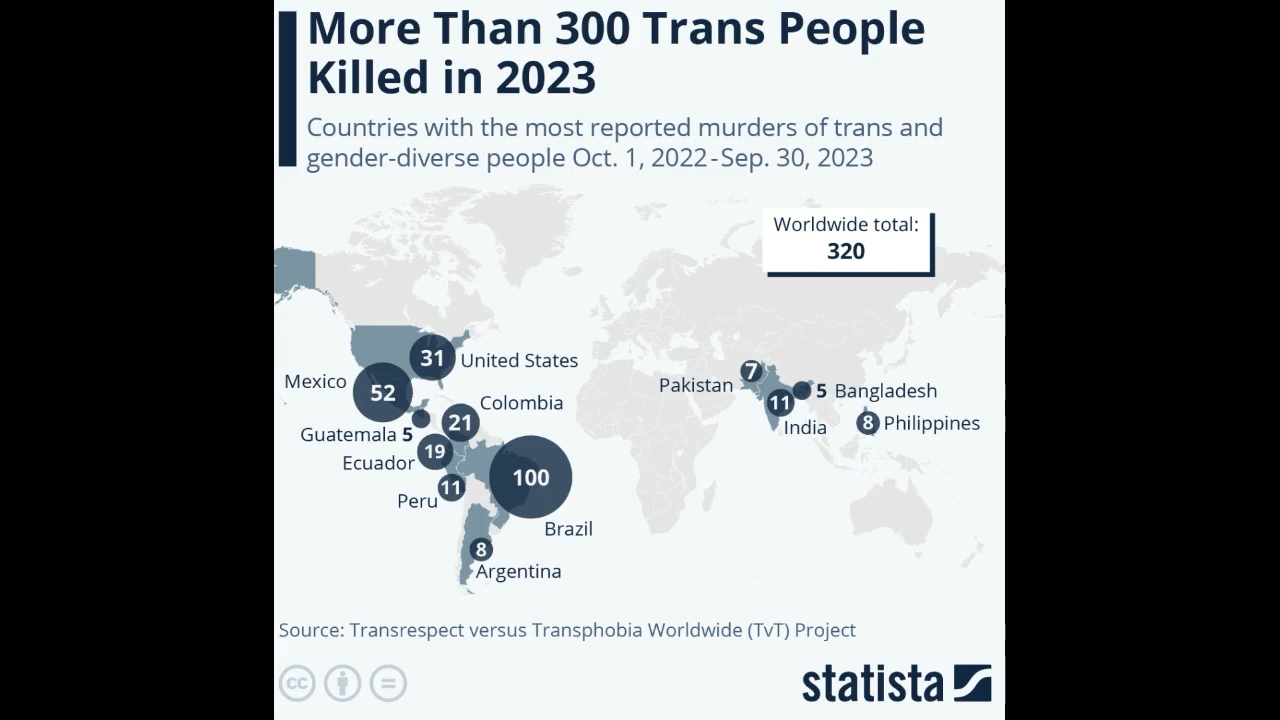 More Than 300 Trans People
Killed in 2023
Countries with the most reported murders of trans and
gender-diverse people Oct. 1, 2022-Sep. 30, 2023
Worldwide total:
320
31 United States
Mexico
52
Colombia
21
Guatemala 5
Ecuador
19
Peru
11
100
Brazil
8
Argentina
Pakistan
7
11
India
5 Bangladesh
8 Philippines
Source: Transrespect versus Transphobia Worldwide (TvT) Project
cc
statista